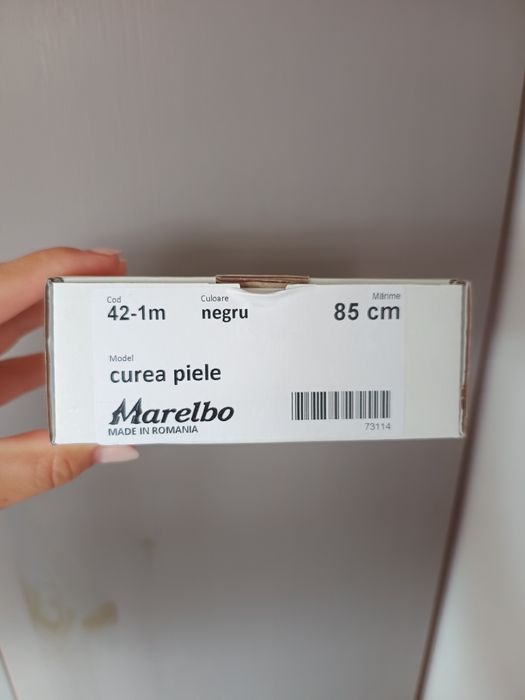 Cod Culoare Mărime
42-1m negru 85 cm
Model
curea piele
Marelbo
MADE IN ROMANIA
73114